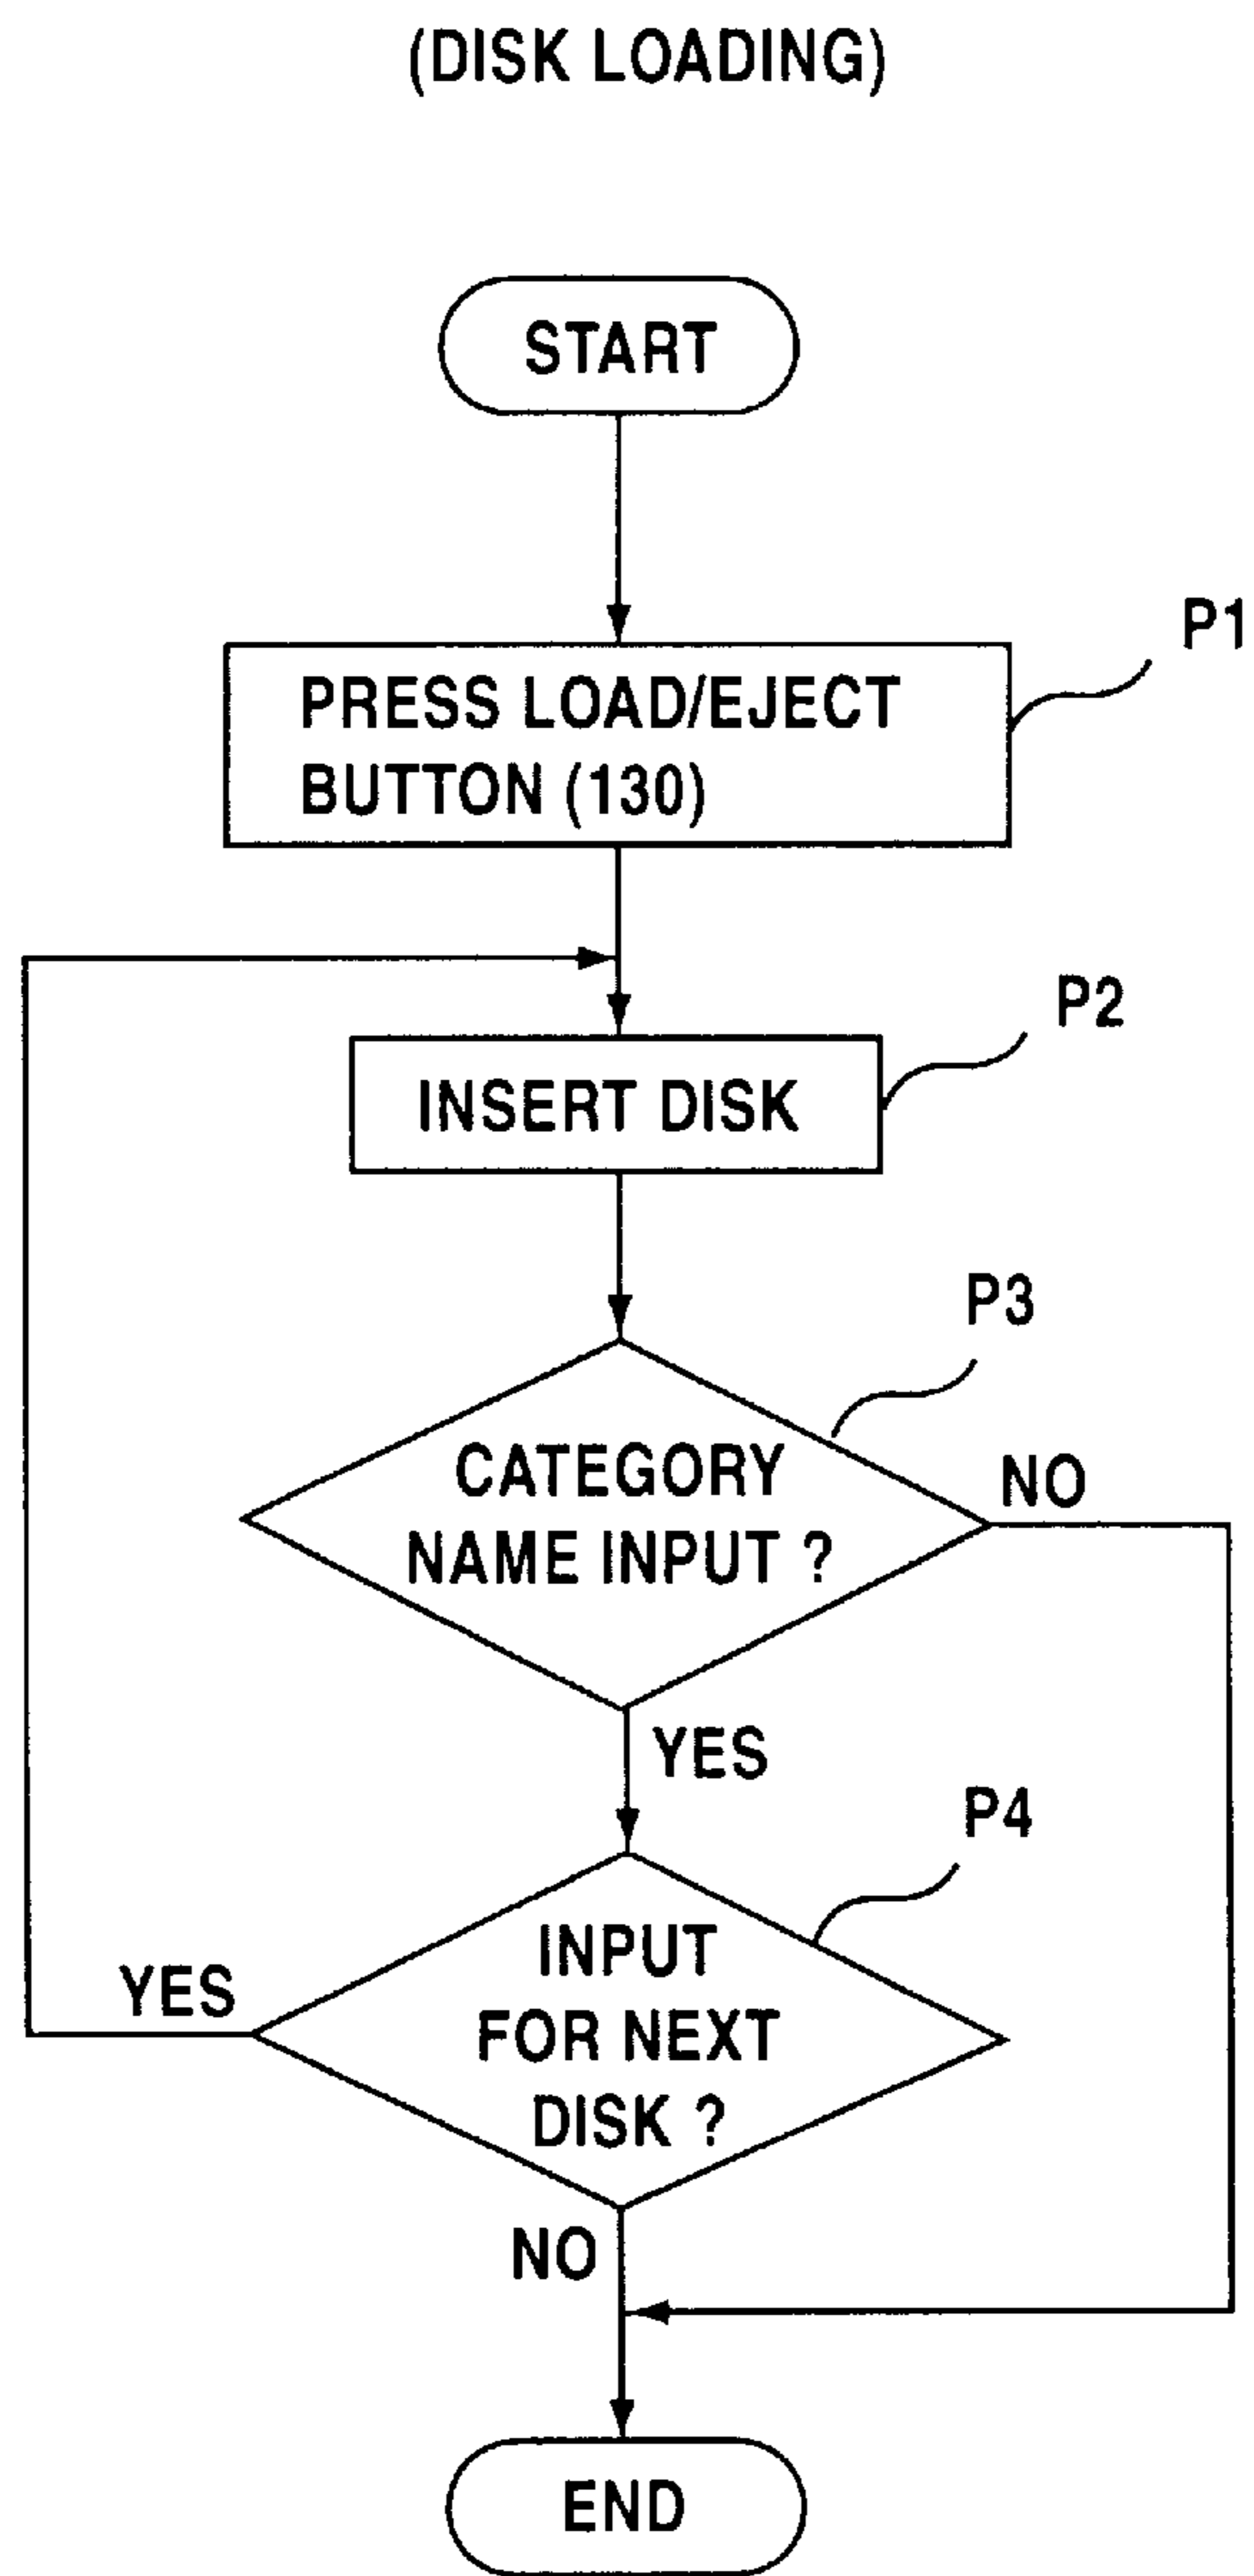 (DISK LOADING)
START
P1
PRESS LOAD/EJECT
BUTTON (130)
P2
INSERT DISK
P3
CATEGORY
NAME INPUT ?
NO
YES
P4
INPUT
FOR NEXT
DISK ?
YES
NO
END